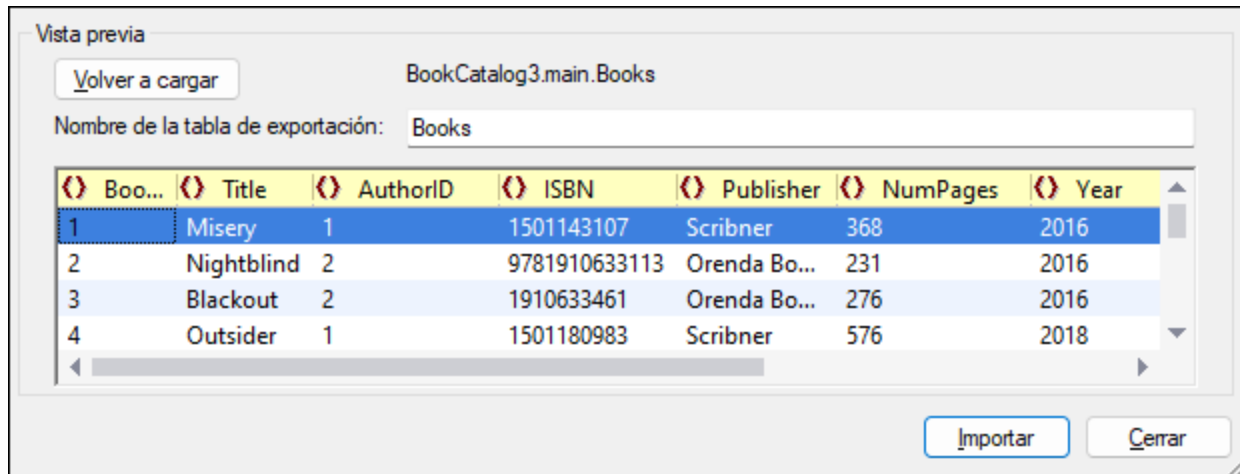 Vista previa
Volver a cargar BookCatalog3.main.Books
Nombre de la tabla de exportación: Books
Boo... Title AuthorID ISBN Publisher NumPages Year
1 Misery 1 1501143107 Scribner 368 2016
2 Nightblind 2 9781910633113 Orenda Bo... 231 2016
3 Blackout 2 1910633461 Orenda Bo... 276 2016
4 Outsider 1 1501180983 Scribner 576 2018
Importar Cerrar